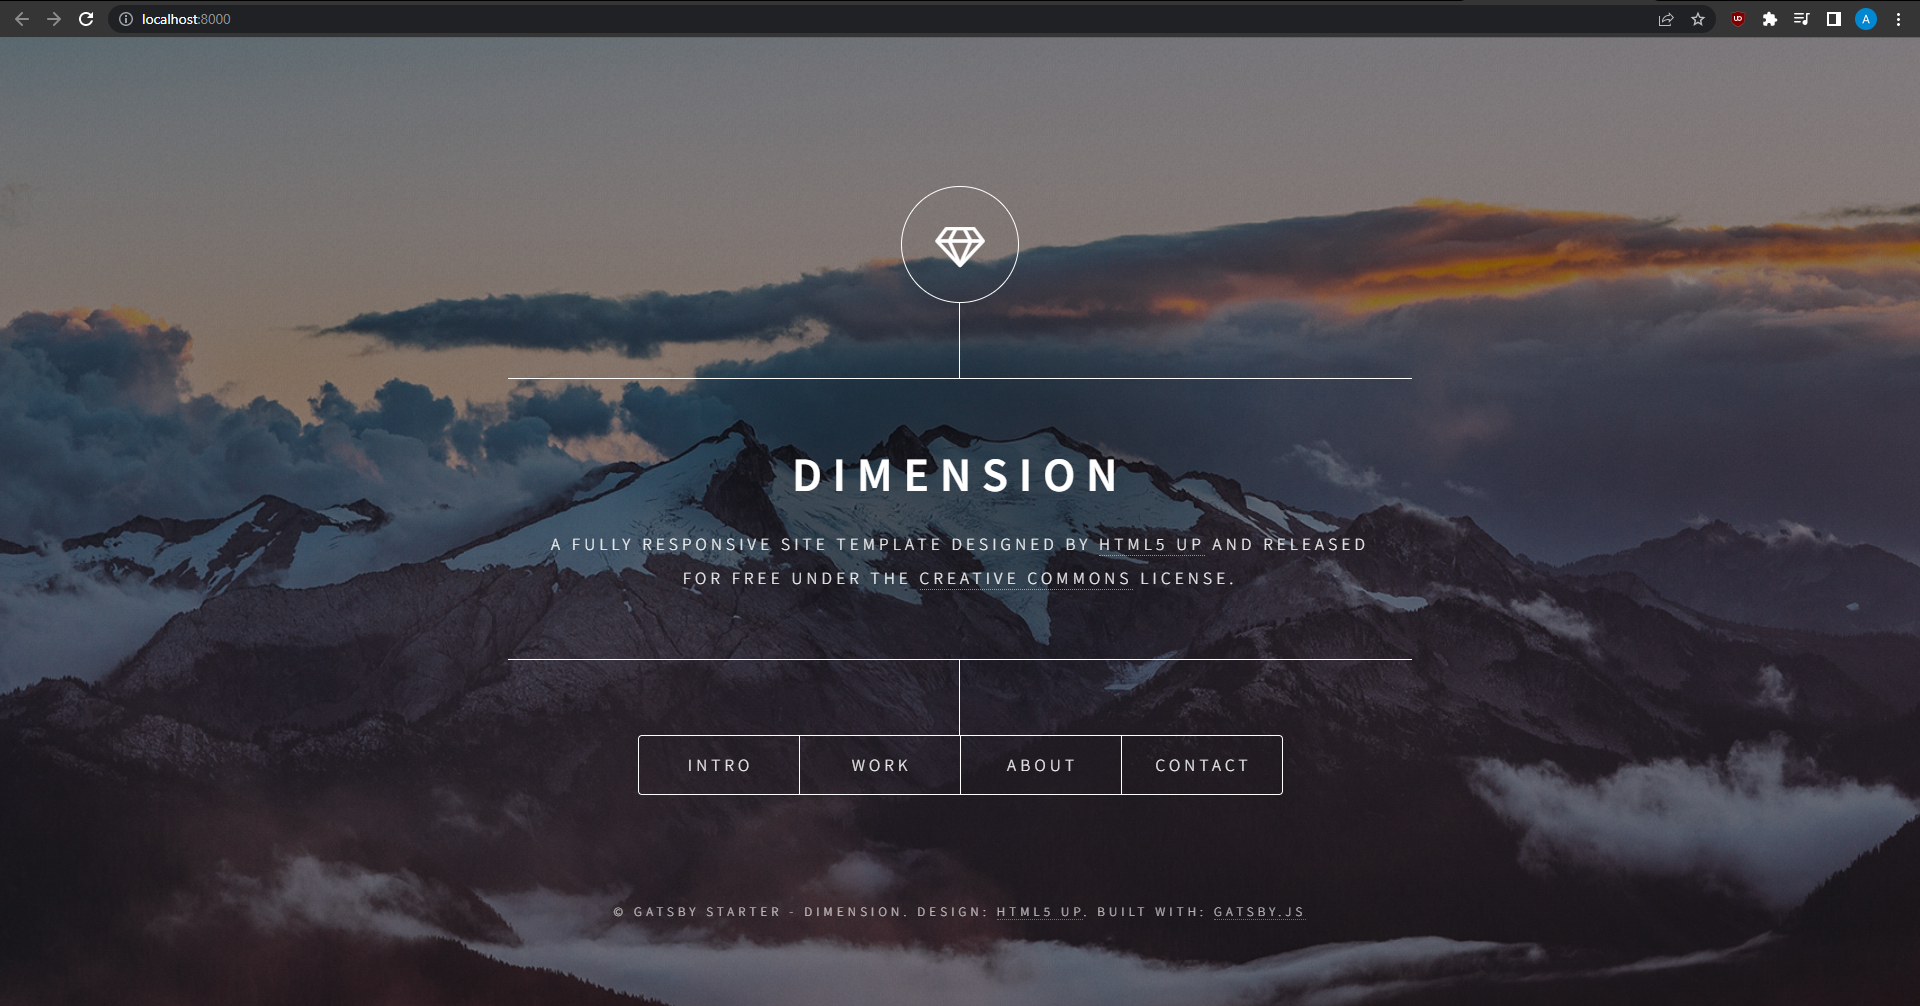 localhost:8000
A
DIMENSION
A FULLY RESPONSIVE SITE TEMPLATE DESIGNED BY HTML5 UP AND RELEASED
FOR FREE UNDER THE CREATIVE COMMONS LICENSE.
INTRO
WORK
ABOUT
CONTACT
© GATSBY STARTER - DIMENSION. DESIGN: HTML5 UP. BUILT WITH: GATSBY.JS